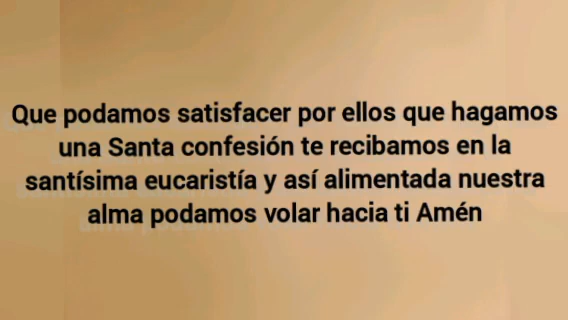 Que podamos satisfacer por ellos que hagamos
una Santa confesión te recibamos en la
santísima eucaristía y así alimentada nuestra
alma podamos volar hacia ti Amén